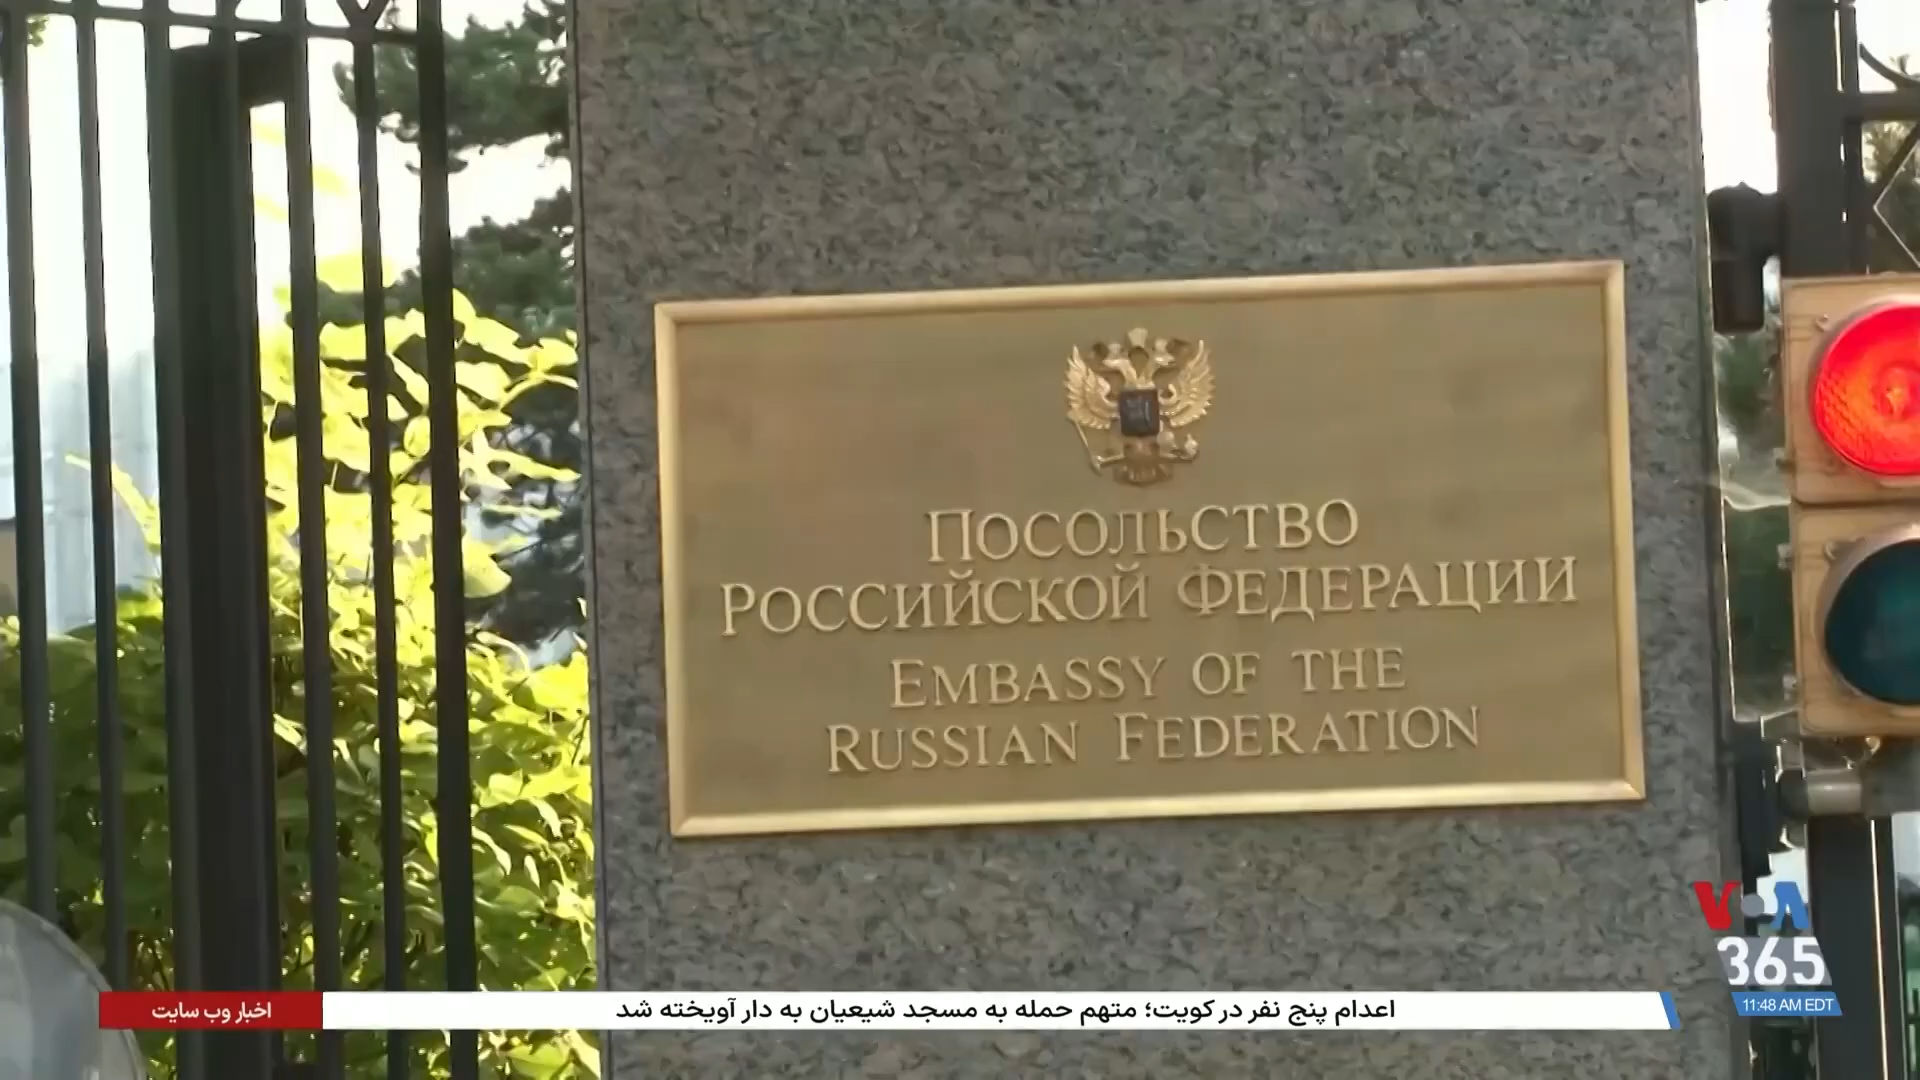 ПОСОЛЬСТВО
РОССИЙСКОЙ ФЕДЕРАЦИИ
EMBASSY OF THE
RUSSIAN FEDERATION
VOA
365
11:48 AM EDT
اخبار وب سایت
اعدام پنج نفر در کویت؛ متهم حمله به مسجد شیعیان به دار آویخته شد